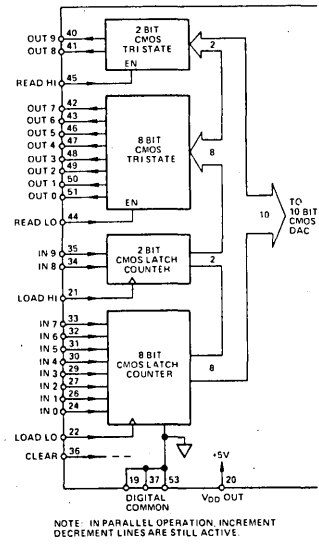 OUT 9 40
OUT 8 41
2 BIT
CMOS
TRI STATE
EN
2
READ HI 45
OUT 7 42
OUT 6 43
OUT 5 46
OUT 4 47
OUT 3 48
OUT 2 49
OUT 1 50
OUT 0 51
8 BIT
CMOS
TRI STATE
EN
8
READ LO 44
10
TO
10 BIT
CMOS
DAC
IN 9 35
IN 8 34
2 BIT
CMOS LATCH
COUNTER
2
LOAD HI 21
IN 7 33
IN 6 32
IN 5 31
IN 4 30
IN 3 29
IN 2 27
IN 1 26
IN 0 24
8 BIT
CMOS LATCH
COUNTER
8
LOAD LO 22
CLEAR 36
+5V
19 37 53 20
DIGITAL
COMMON
VDD OUT
NOTE: IN PARALLEL OPERATION, INCREMENT
DECREMENT LINES ARE STILL ACTIVE.